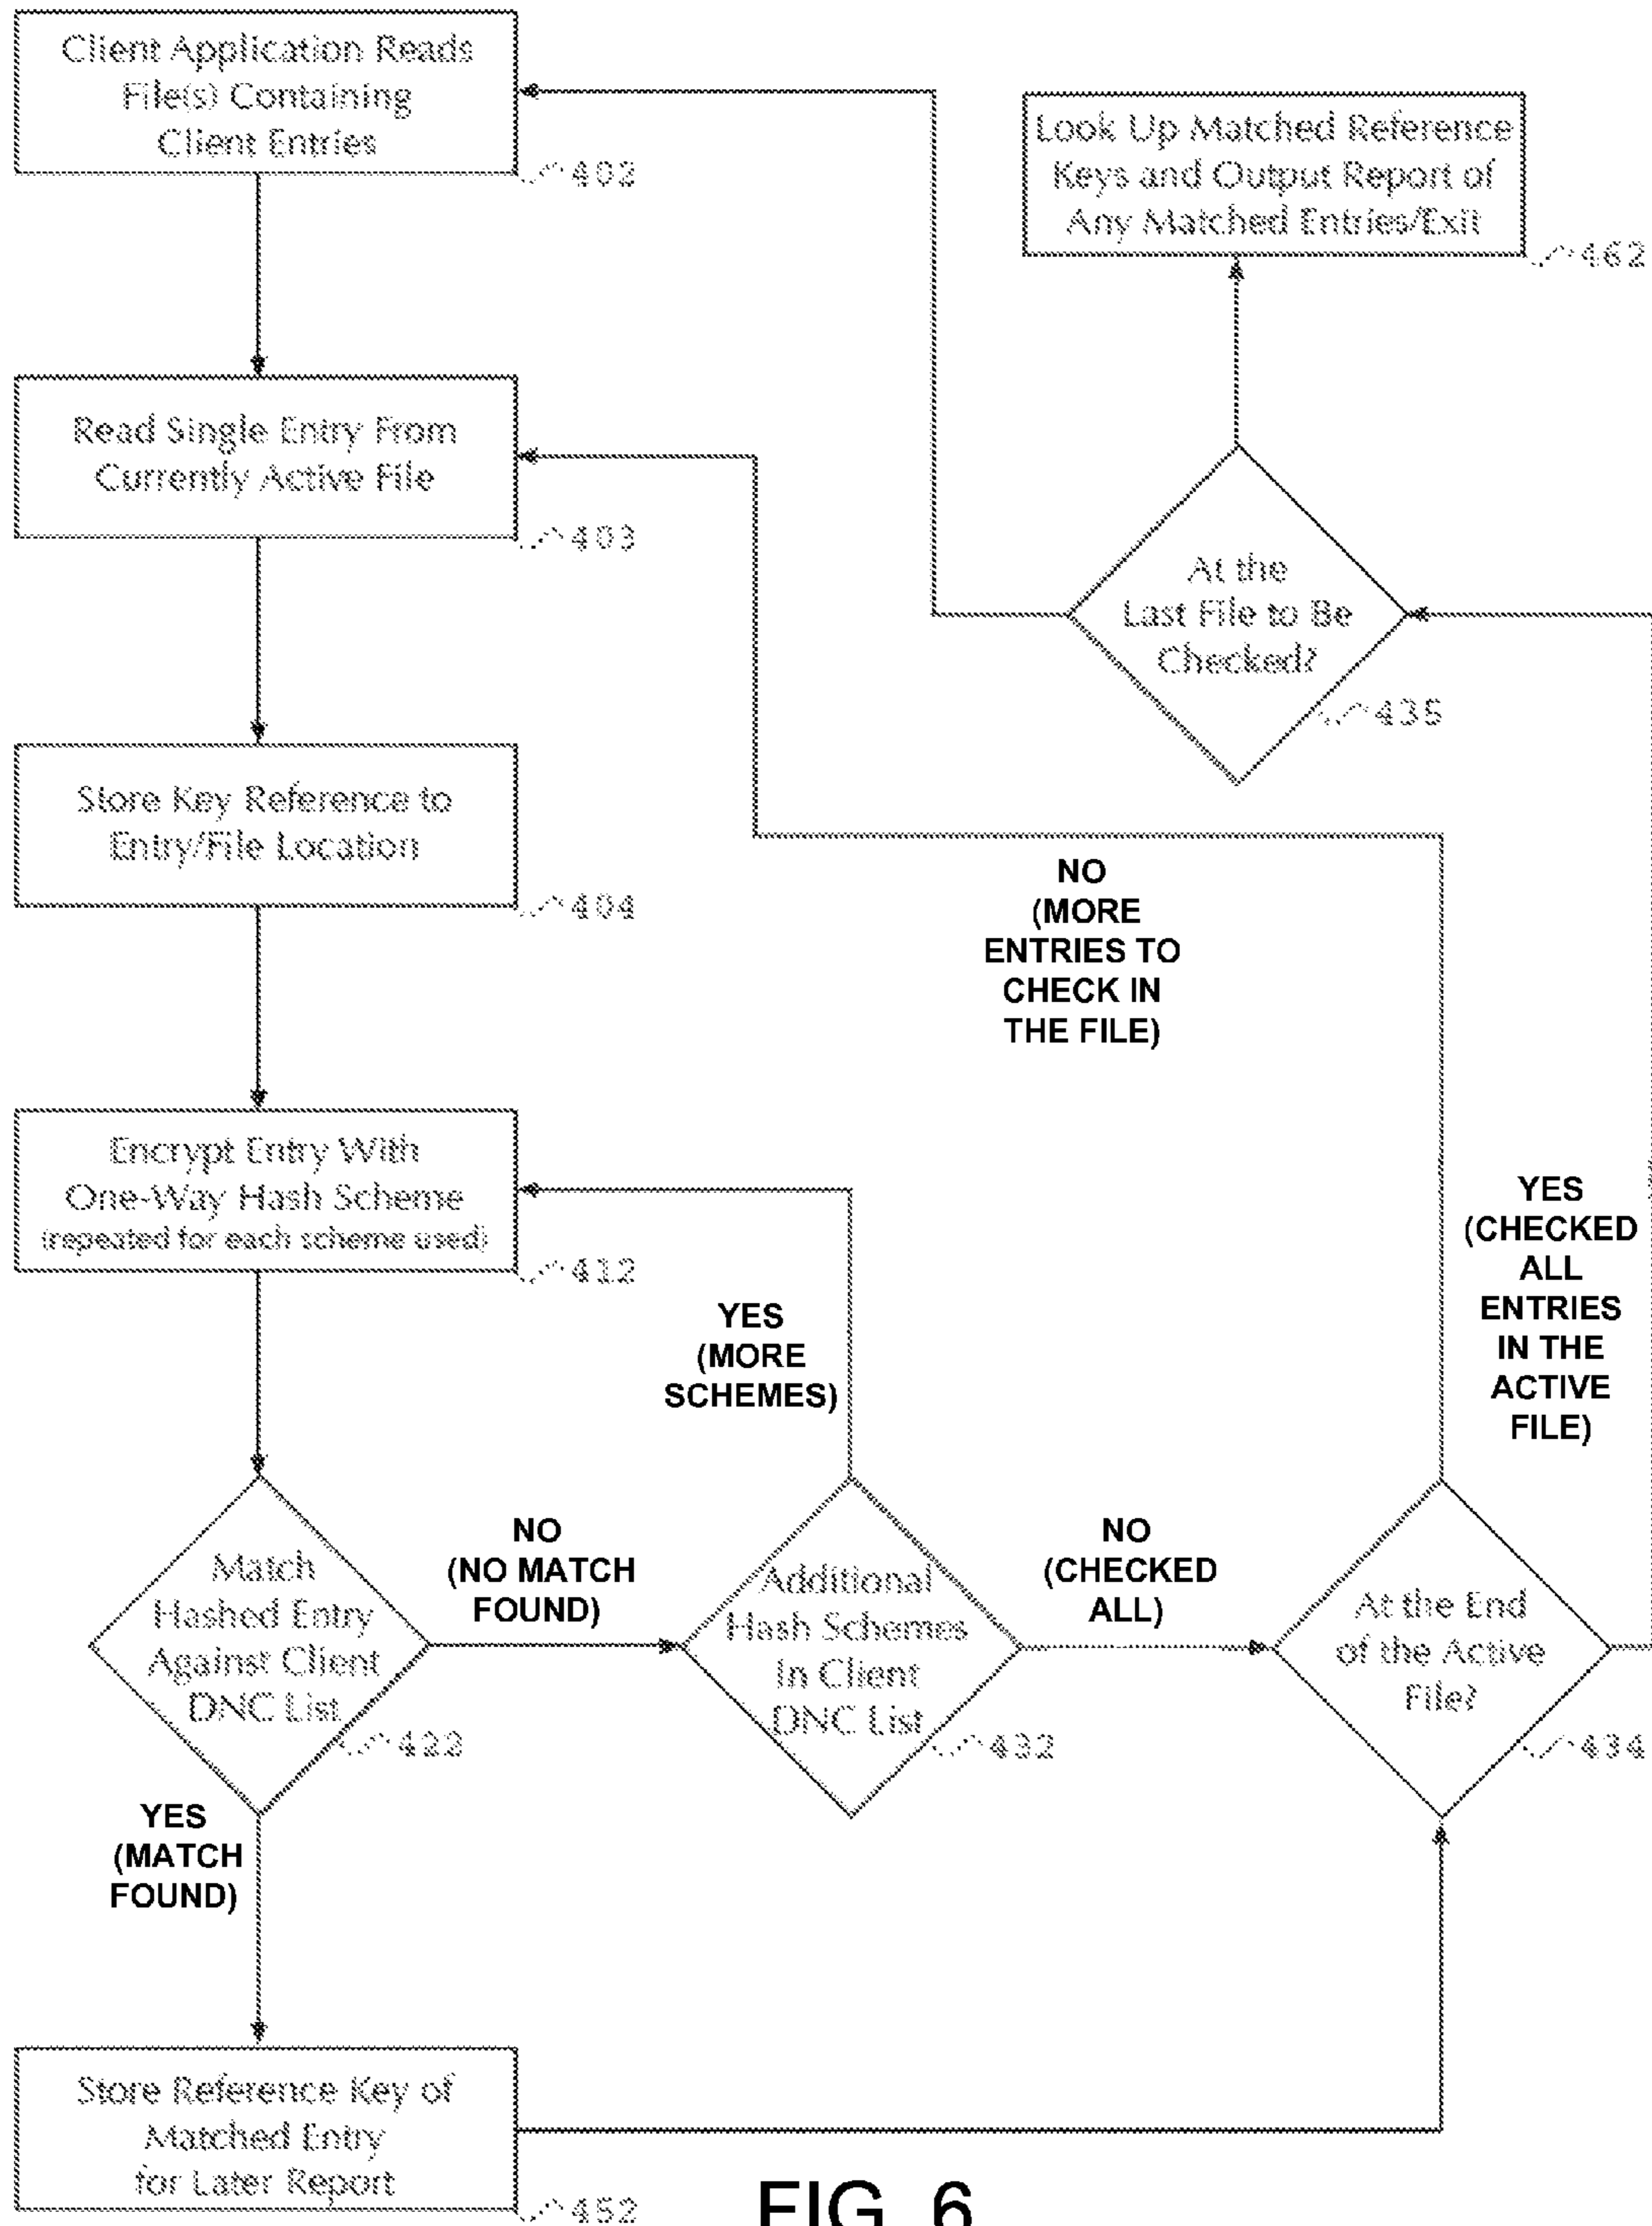 Client Application Reads
File(s) Containing
Client Entries
402
Look Up Matched Reference
Keys and Output Report of
Any Matched Entries/Exit
462
Read Single Entry From
Currently Active File
403
At the
Last File to Be
Checked?
435
Store Key Reference to
Entry/File Location
404
NO
(MORE
ENTRIES TO
CHECK IN
THE FILE)
Encrypt Entry With
One-Way Hash Scheme
(repeated for each scheme used)
412
YES
(MORE
SCHEMES)
YES
(CHECKED
ALL
ENTRIES
IN THE
ACTIVE
FILE)
Match
Hashed Entry
Against Client
DNC List
422
NO
(NO MATCH
FOUND)
Additional
Hash Schemes
In Client
DNC List
432
NO
(CHECKED
ALL)
At the End
of the Active
File?
434
YES
(MATCH
FOUND)
Store Reference Key of
Matched Entry
for Later Report
452
FIG. 6